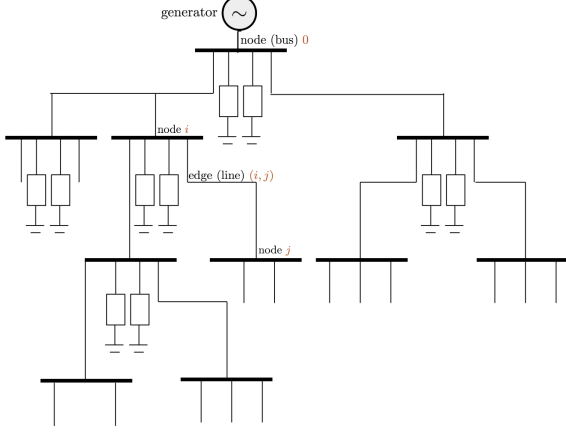 generator
node (bus) 0
node i
edge (line) (i, j)
node j